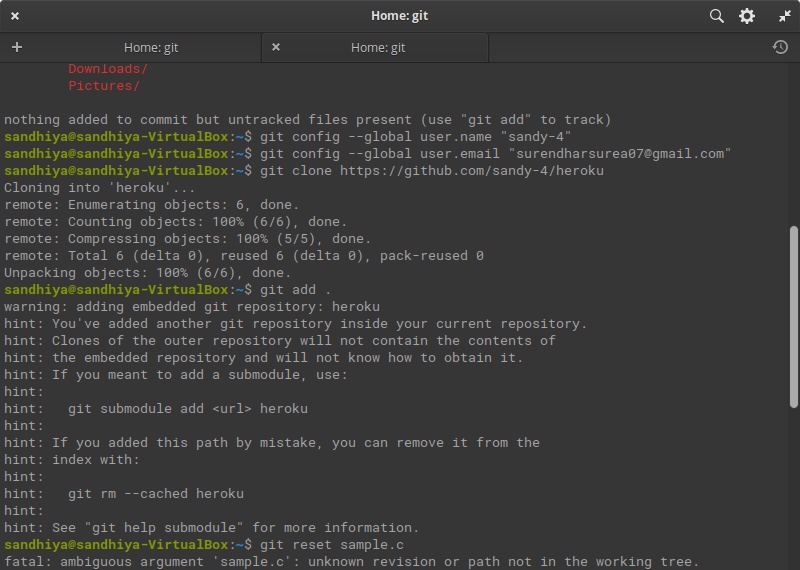 Home: git
Home: git
Home: git
Downloads/
Pictures/
nothing added to commit but untracked files present (use "git add" to track)
sandhiya@sandhiya-VirtualBox:~$ git config --global user.name "sandy-4"
sandhiya@sandhiya-VirtualBox:~$ git config --global user.email "surendharsurea07@gmail.com"
sandhiya@sandhiya-VirtualBox:~$ git clone https://github.com/sandy-4/heroku
Cloning into 'heroku'...
remote: Enumerating objects: 6, done.
remote: Counting objects: 100% (6/6), done.
remote: Compressing objects: 100% (5/5), done.
remote: Total 6 (delta 0), reused 6 (delta 0), pack-reused 0
Unpacking objects: 100% (6/6), done.
sandhiya@sandhiya-VirtualBox:~$ git add .
warning: adding embedded git repository: heroku
hint: You've added another git repository inside your current repository.
hint: Clones of the outer repository will not contain the contents of
hint: the embedded repository and will not know how to obtain it.
hint: If you meant to add a submodule, use:
hint:
hint:   git submodule add <url> heroku
hint:
hint: If you added this path by mistake, you can remove it from the
hint: index with:
hint:
hint:   git rm --cached heroku
hint:
hint: See "git help submodule" for more information.
sandhiya@sandhiya-VirtualBox:~$ git reset sample.c
fatal: ambiguous argument 'sample.c': unknown revision or path not in the working tree.